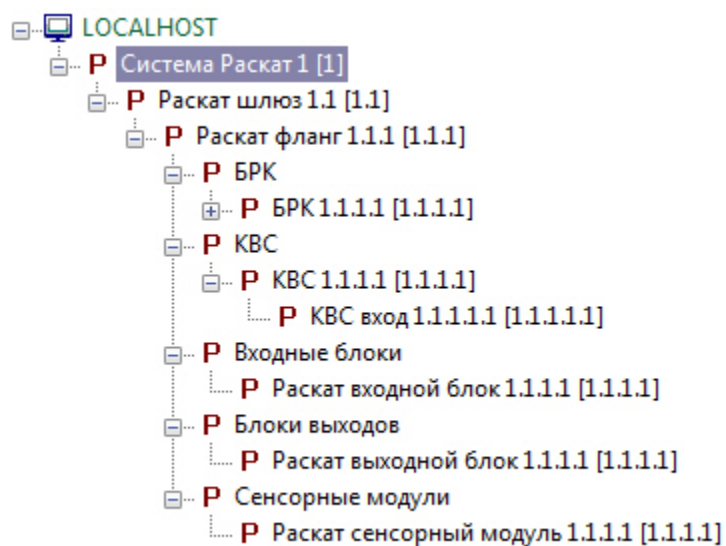 LOCALHOST
Р Система Раскат 1 [1]
Р Раскат шлюз 1.1 [1.1]
Р Раскат фланг 1.1.1 [1.1.1]
Р БРК
Р БРК 1.1.1.1 [1.1.1.1]
Р КВС
Р КВС 1.1.1.1 [1.1.1.1]
Р КВС вход 1.1.1.1.1 [1.1.1.1.1]
Р Входные блоки
Р Раскат входной блок 1.1.1.1 [1.1.1.1]
Р Блоки выходов
Р Раскат выходной блок 1.1.1.1 [1.1.1.1]
Р Сенсорные модули
Р Раскат сенсорный модуль 1.1.1.1 [1.1.1.1]